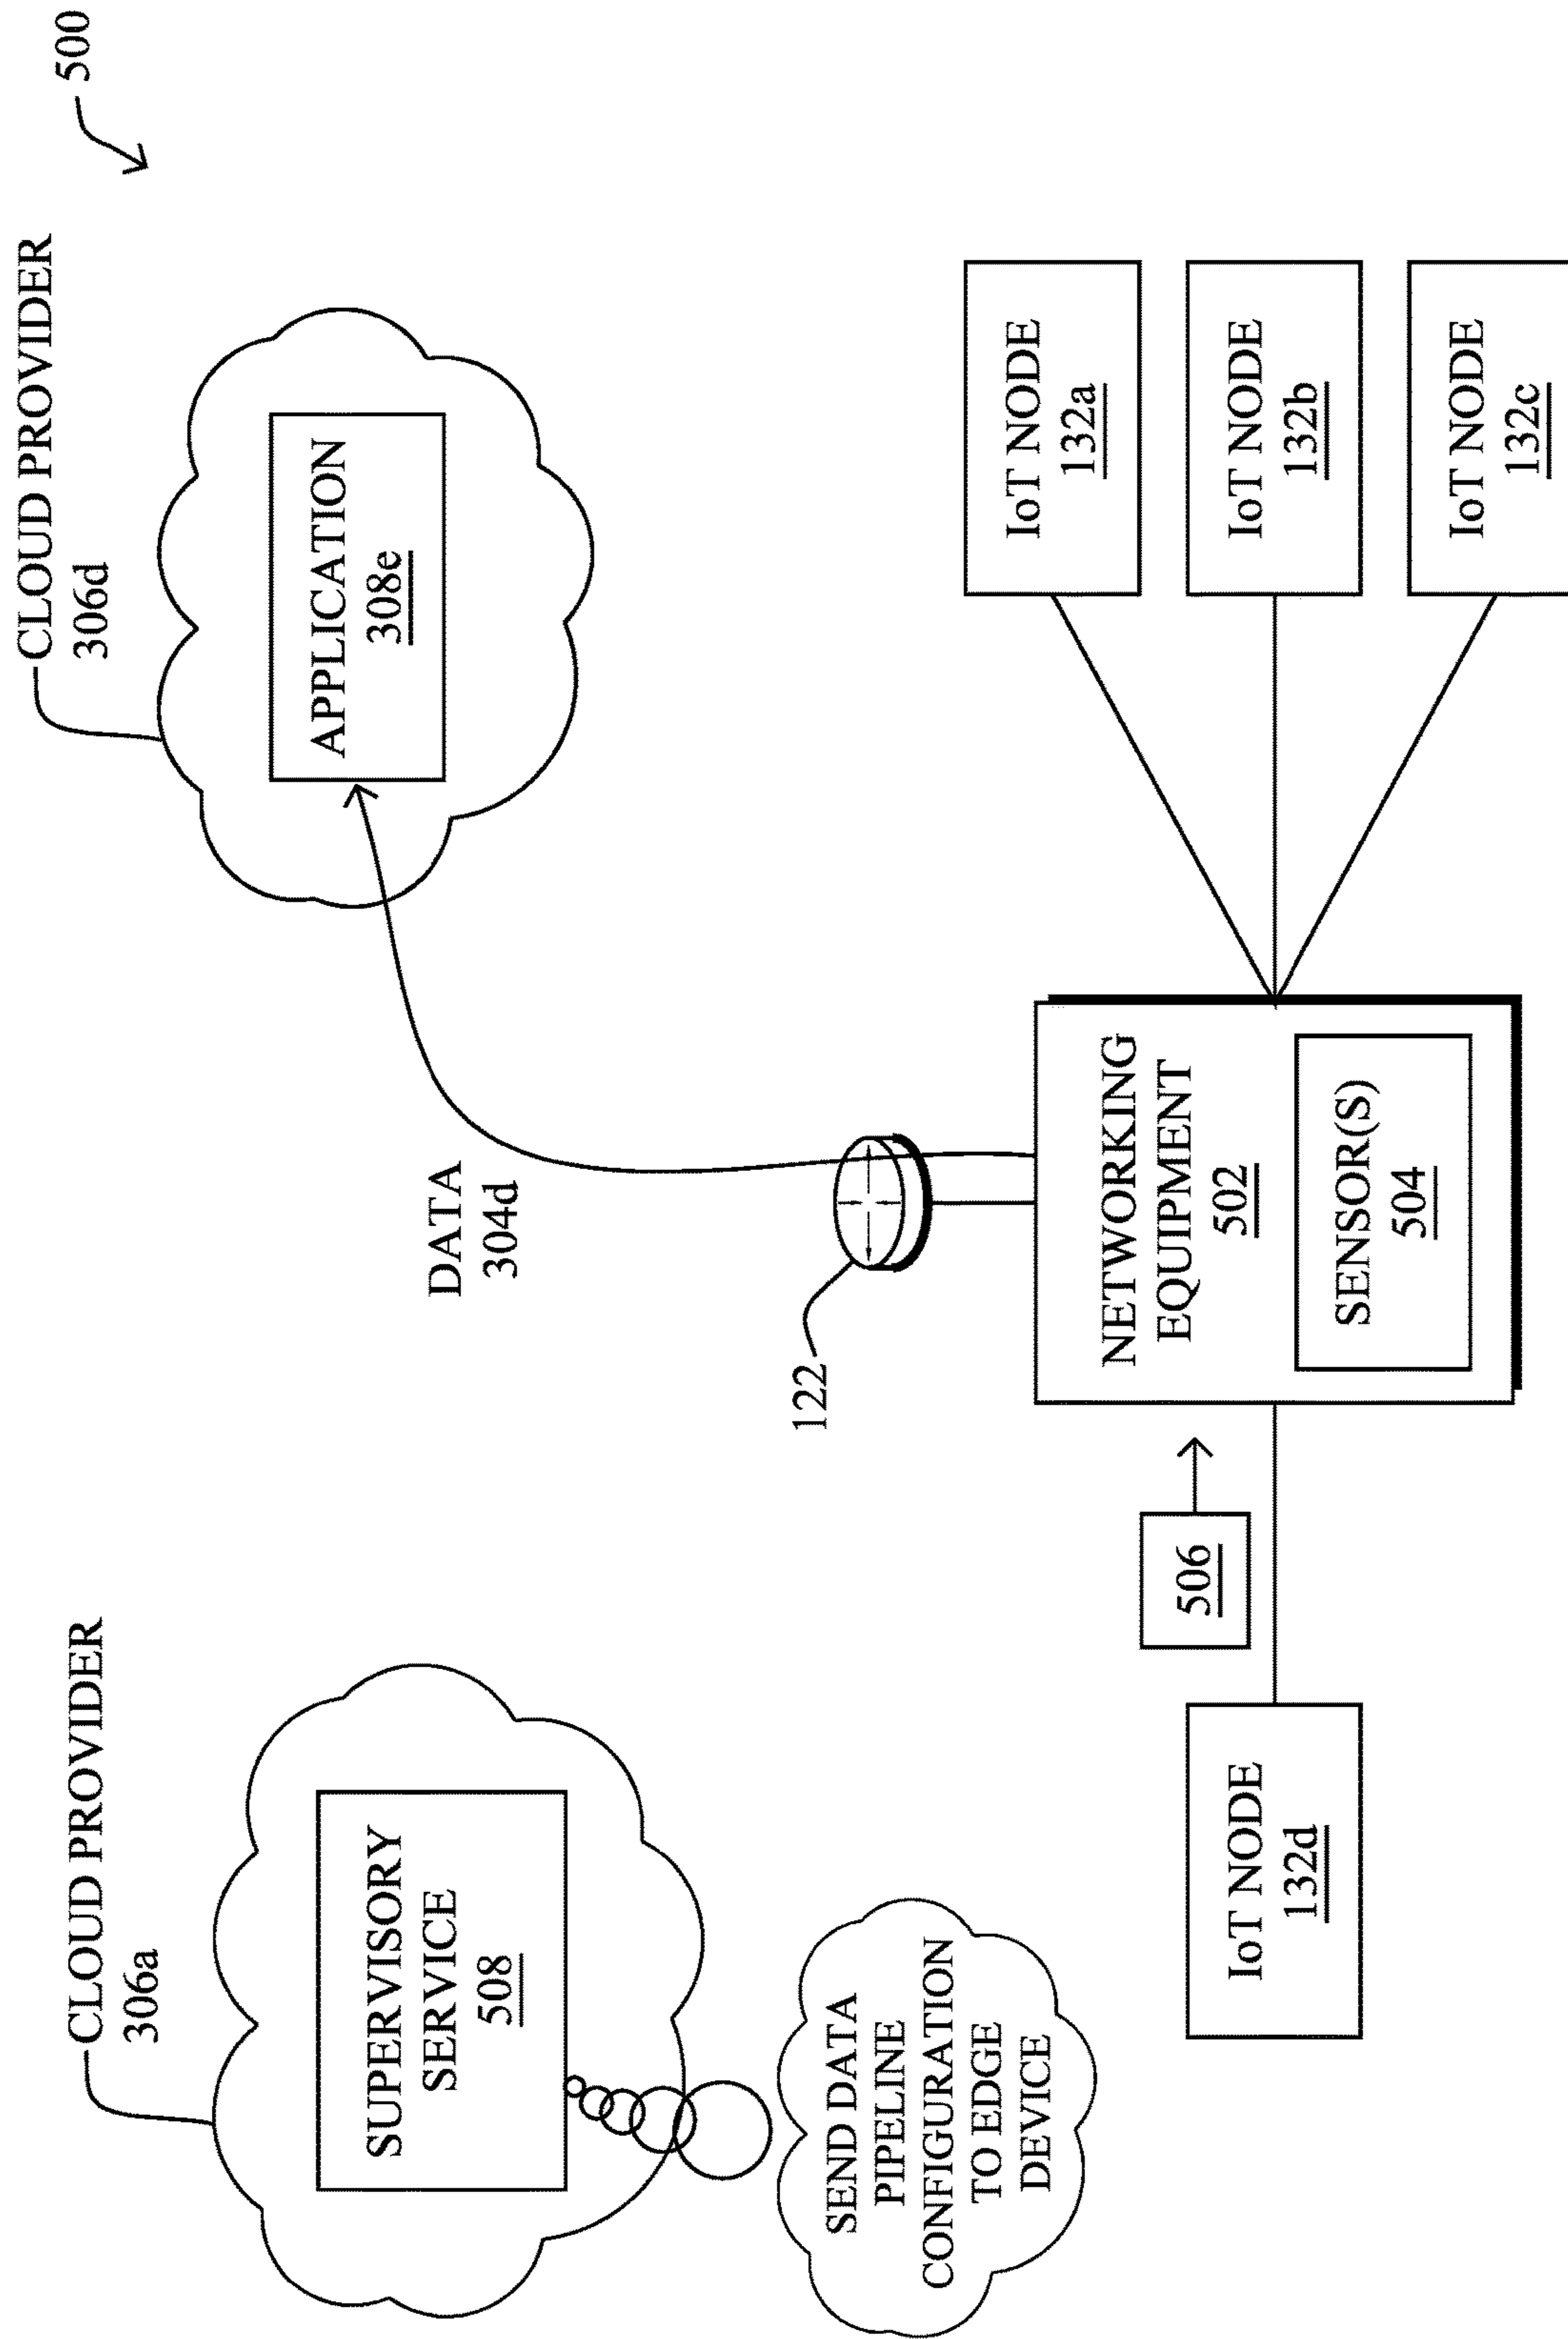 500
CLOUD PROVIDER
306a
CLOUD PROVIDER
306d
SUPERVISORY
SERVICE
508
APPLICATION
308e
SEND DATA
PIPELINE
CONFIGURATION
TO EDGE
DEVICE
DATA
304d
122
IoT NODE
132d
506
NETWORKING
EQUIPMENT
502
SENSOR(S)
504
IoT NODE
132a
IoT NODE
132b
IoT NODE
132c